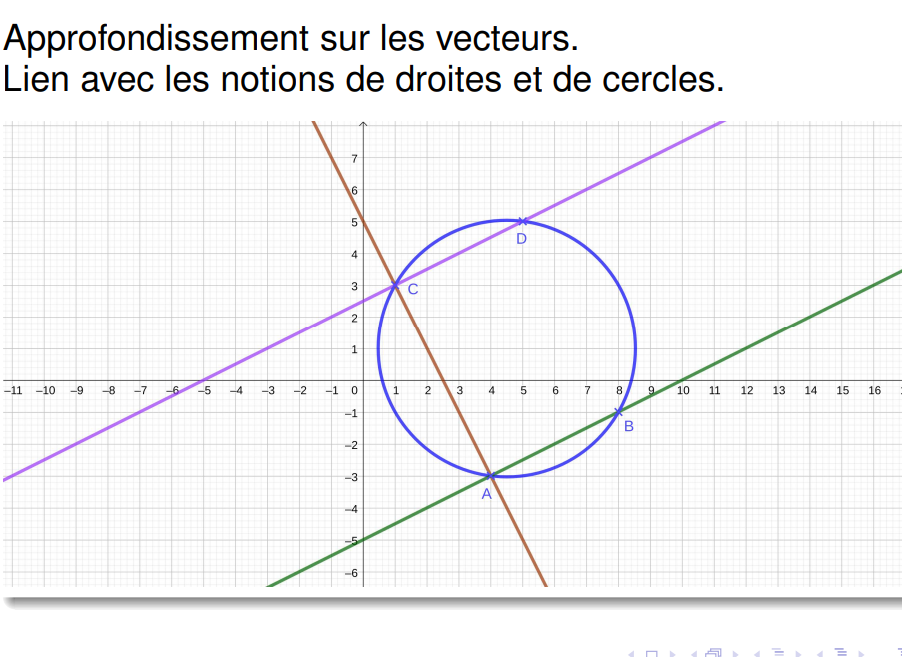 Approfondissement sur les vecteurs.
Lien avec les notions de droites et de cercles.
7
6
5
D
4
3
C
2
1
–11 –10 –9 –8 –7 –6 –5 –4 –3 –2 –1 0 1 2 3 4 5 6 7 8 9 10 11 12 13 14 15 16
–1
B
–2
–3
A
–4
–5
–6